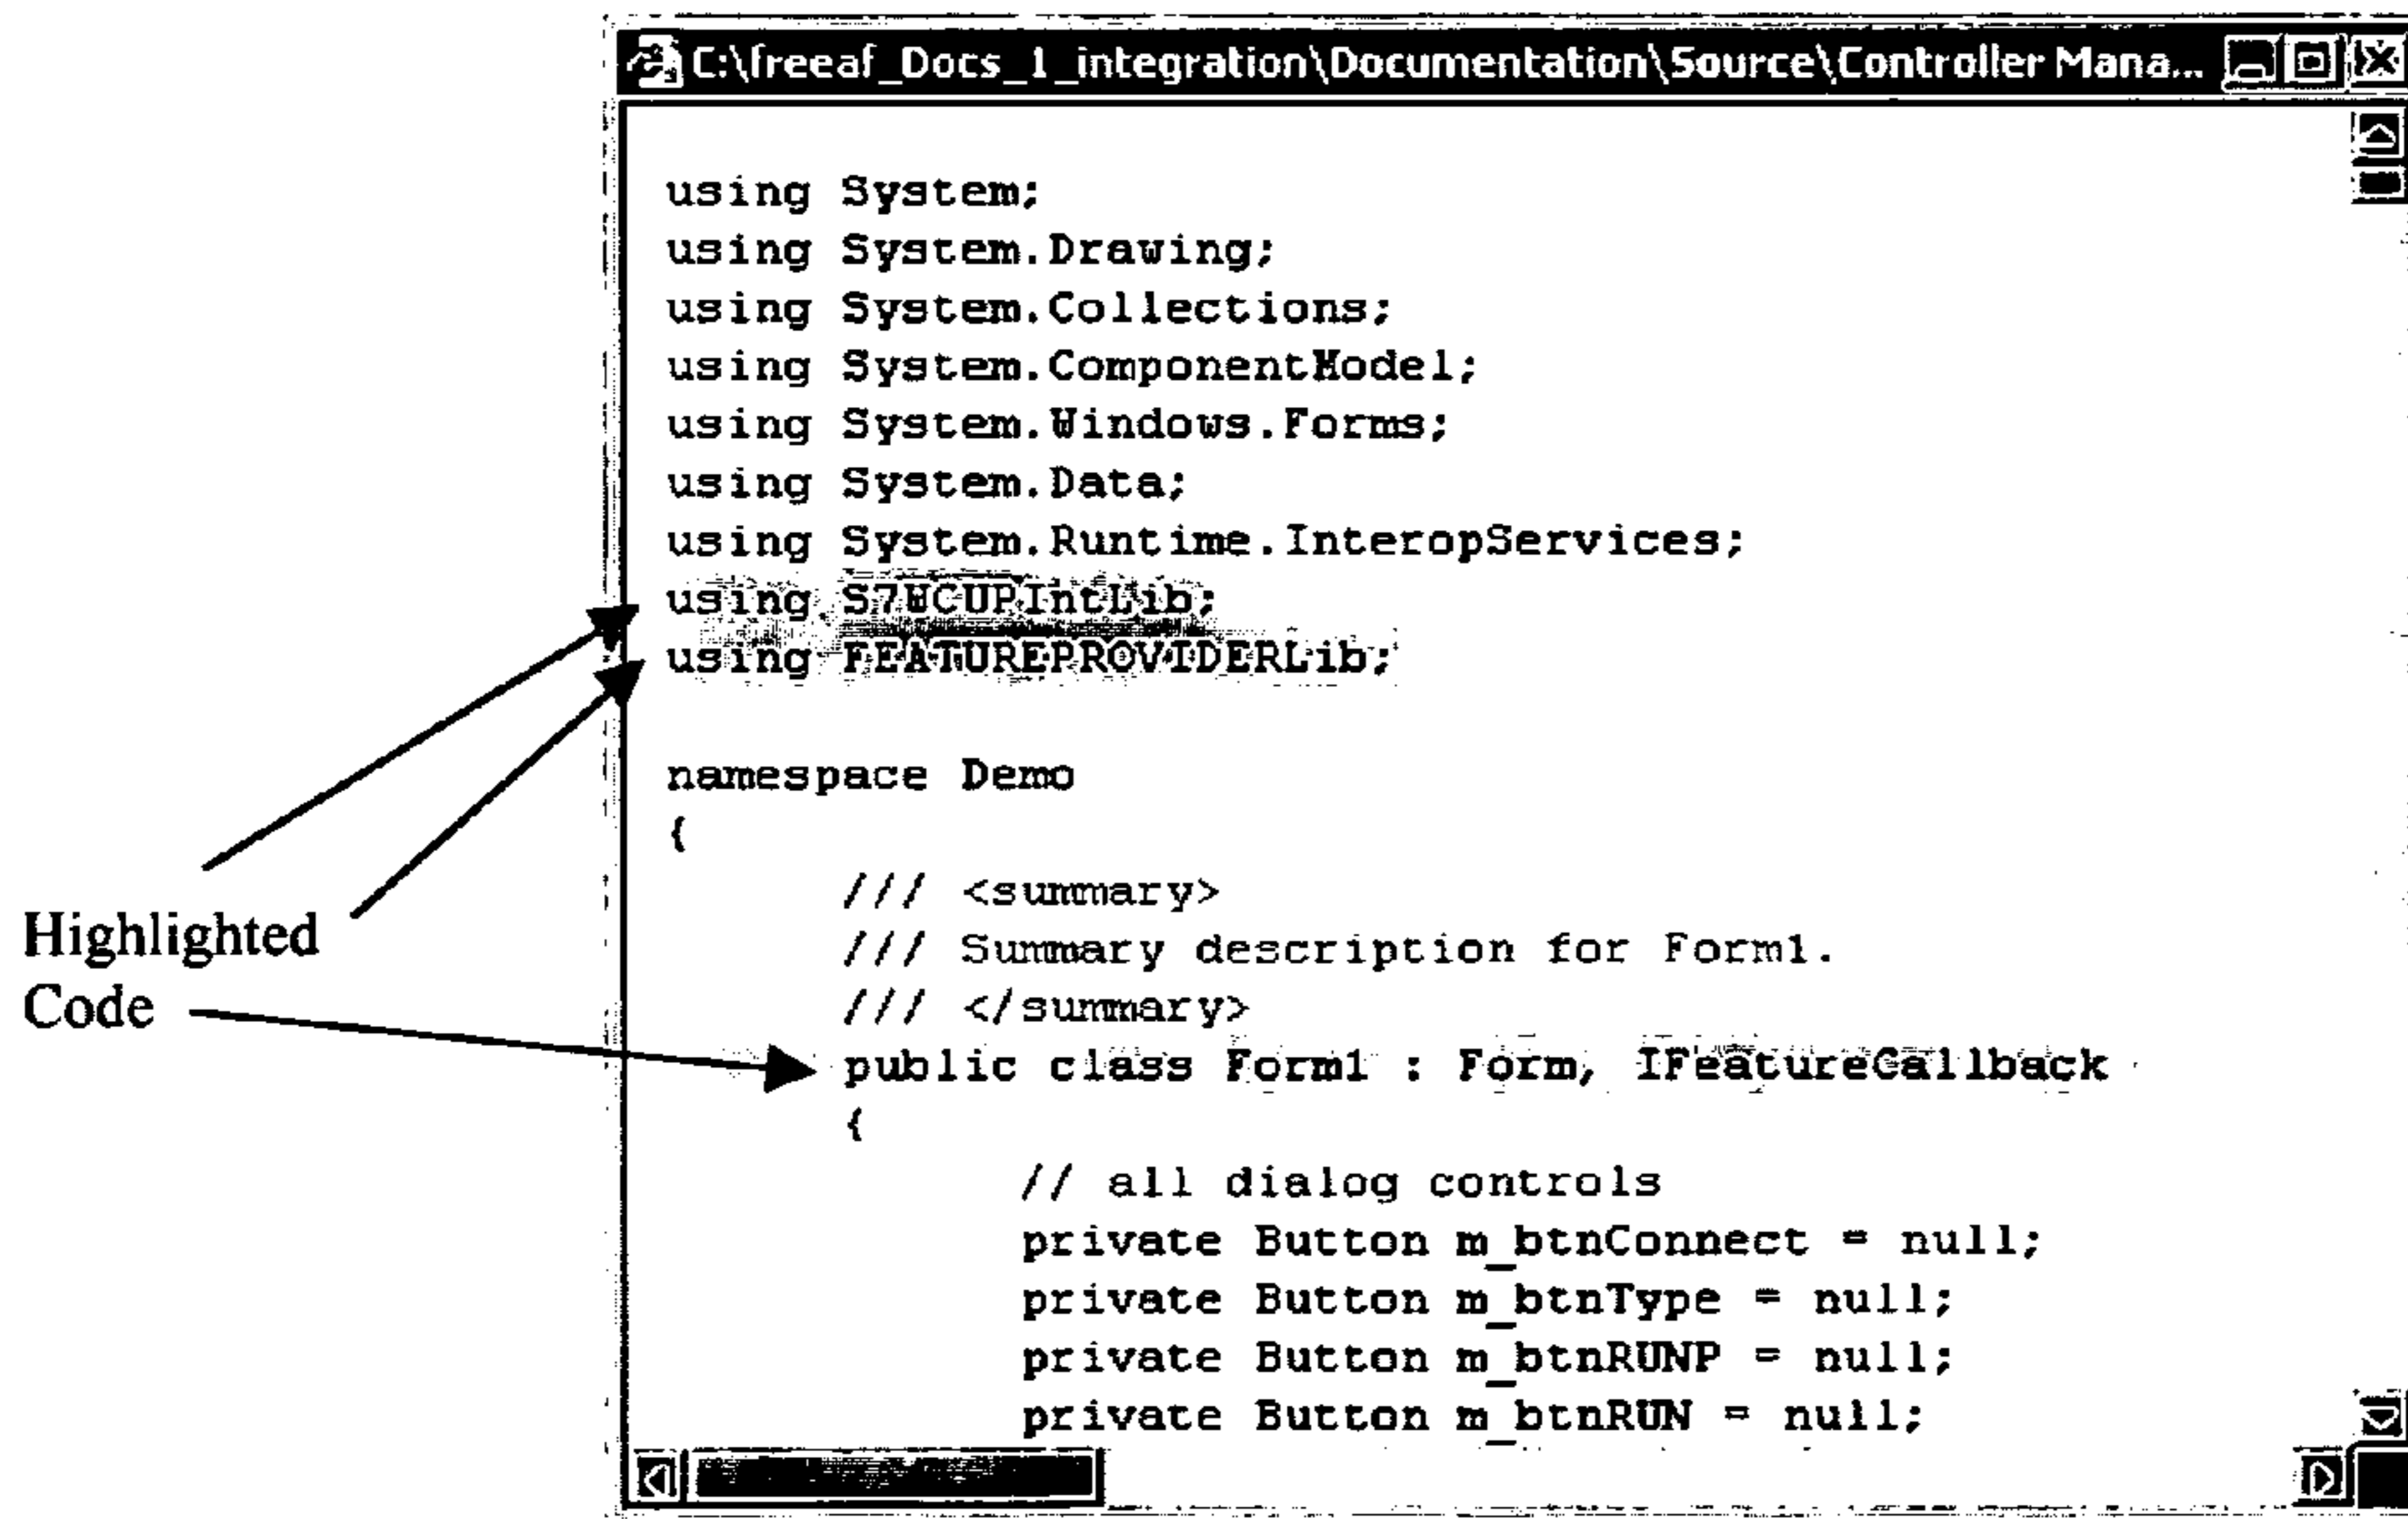 C:\freeaf_Docs_1_integration\Documentation\Source\Controller Mana...
using System;
using System.Drawing;
using System.Collections;
using System.ComponentModel;
using System.Windows.Forms;
using System.Data;
using System.Runtime.InteropServices;
using S7WCUPIntLib;
using FEATUREPROVIDERLib;
namespace Demo
{
/// <summary>
/// Summary description for Form1.
/// </summary>
public class Form1 : Form, IFeatureCallback
{
// all dialog controls
private Button m_btnConnect = null;
private Button m_btnType = null;
private Button m_btnRUNP = null;
private Button m_btnRUN = null;
Highlighted
Code